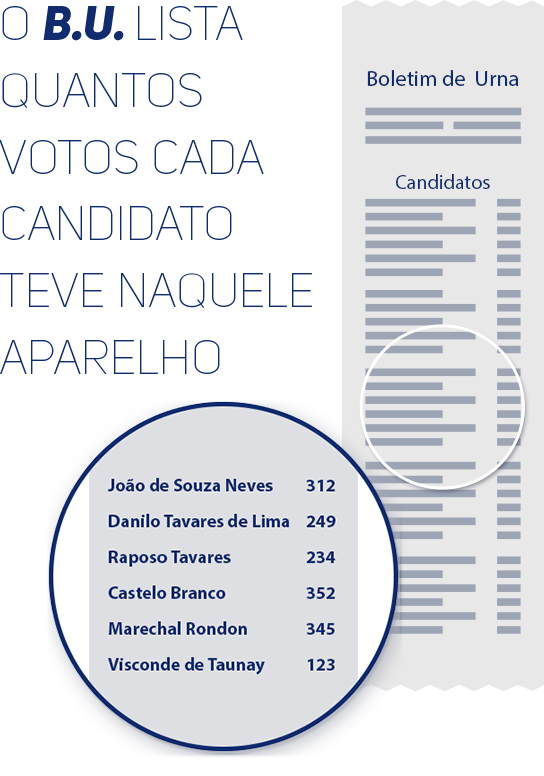 O B.U. LISTA
QUANTOS
VOTOS CADA
CANDIDATO
TEVE NAQUELE
APARELHO
Boletim de Urna
Candidatos
João de Souza Neves 312
Danilo Tavares de Lima 249
Raposo Tavares 234
Castelo Branco 352
Marechal Rondon 345
Visconde de Taunay 123